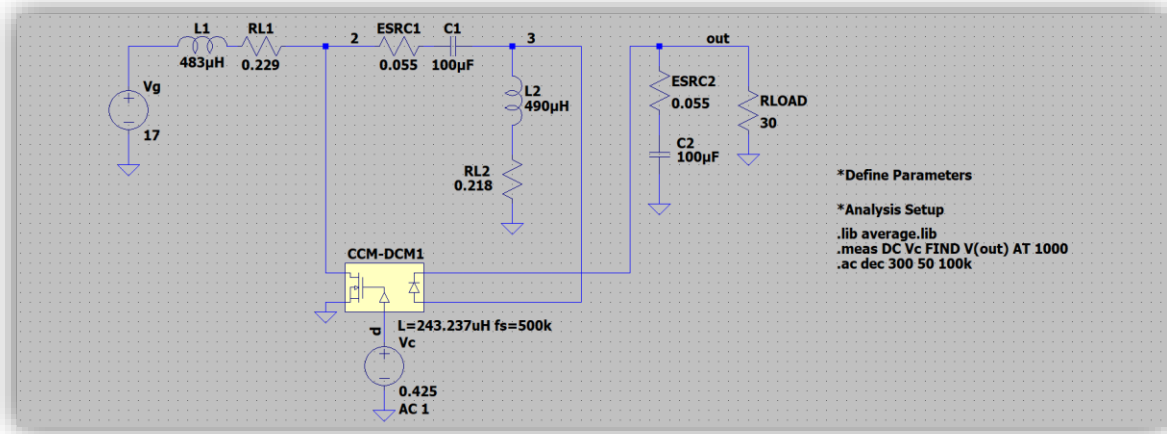 L1
483µH
RL1
0.229
2
ESRC1
0.055
C1
100µF
3
out
Vg
17
L2
490µH
RL2
0.218
ESRC2
0.055
C2
100µF
RLOAD
30
*Define Parameters
*Analysis Setup
.lib average.lib
.meas DC Vc FIND V(out) AT 1000
.ac dec 300 50 100k
CCM-DCM1
d
L=243.237uH fs=500k
Vc
0.425
AC 1